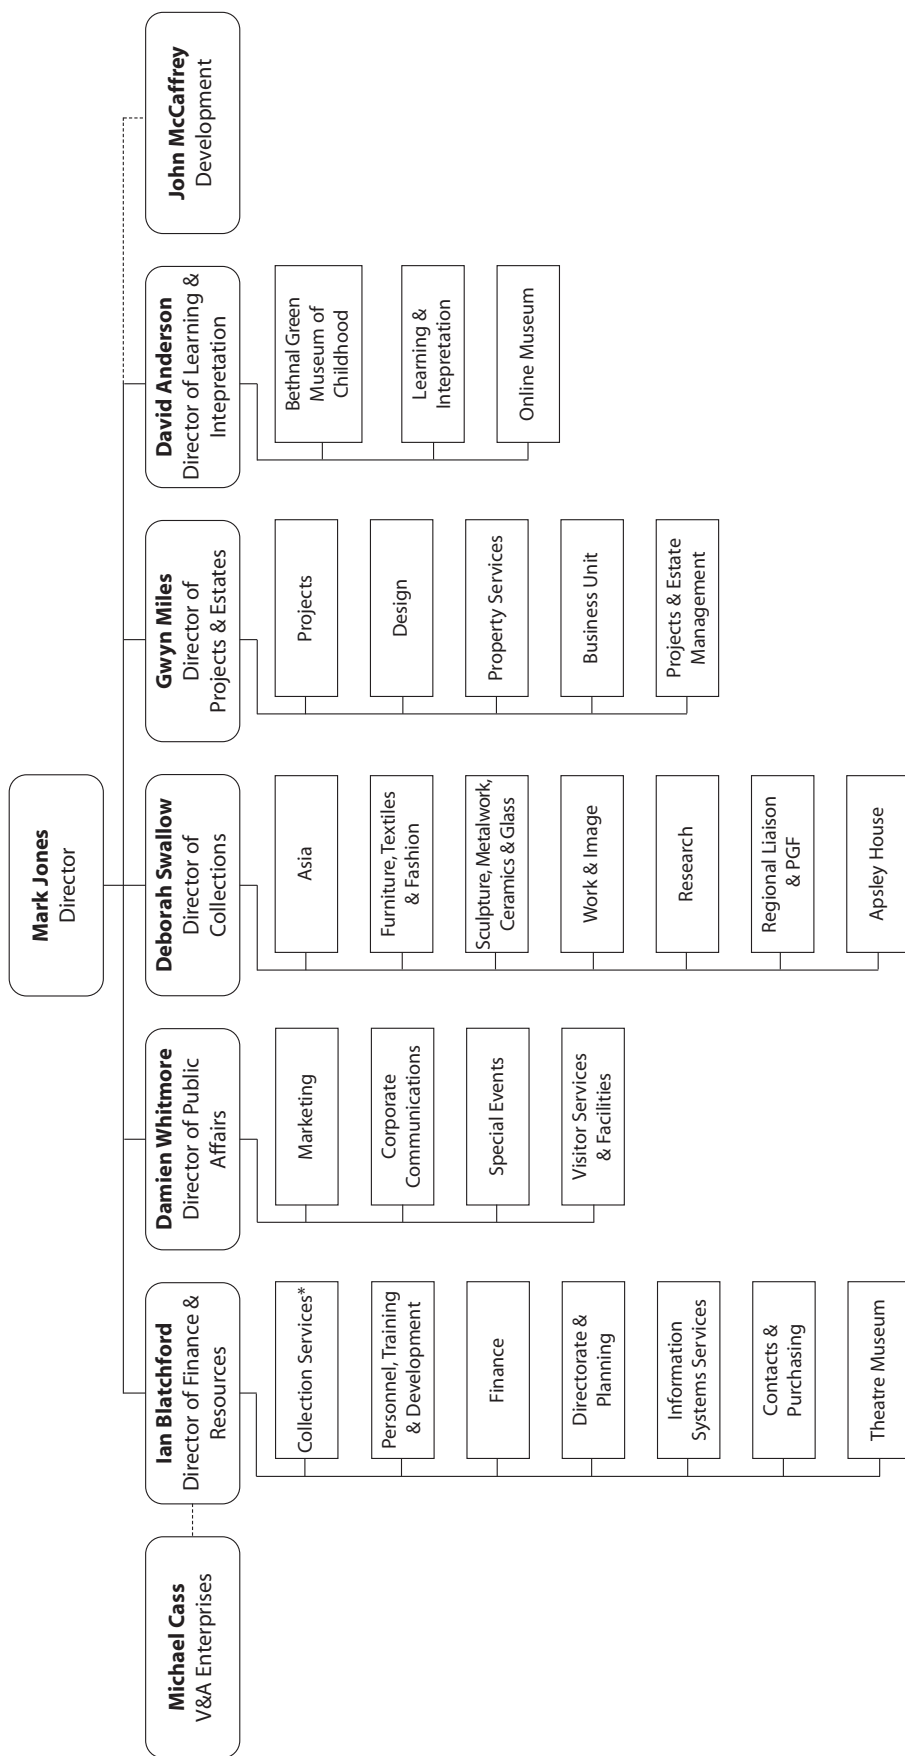 Mark Jones
Director
Michael Cass
V&A Enterprises
Ian Blatchford
Director of Finance &
Resources
Damien Whitmore
Director of Public
Affairs
Deborah Swallow
Director of
Collections
Gwyn Miles
Director of
Projects & Estates
David Anderson
Director of Learning &
Intepretation
John McCaffrey
Development
Collection Services*
Personnel, Training
& Development
Finance
Directorate &
Planning
Information
Systems Services
Contacts &
Purchasing
Theatre Museum
Marketing
Corporate
Communications
Special Events
Visitor Services
& Facilities
Asia
Furniture, Textiles
& Fashion
Sculpture, Metalwork,
Ceramics & Glass
Work & Image
Research
Regional Liaison
& PGF
Apsley House
Projects
Design
Property Services
Business Unit
Projects & Estate
Management
Bethnal Green
Museum of
Childhood
Learning &
Intepretation
Online Museum